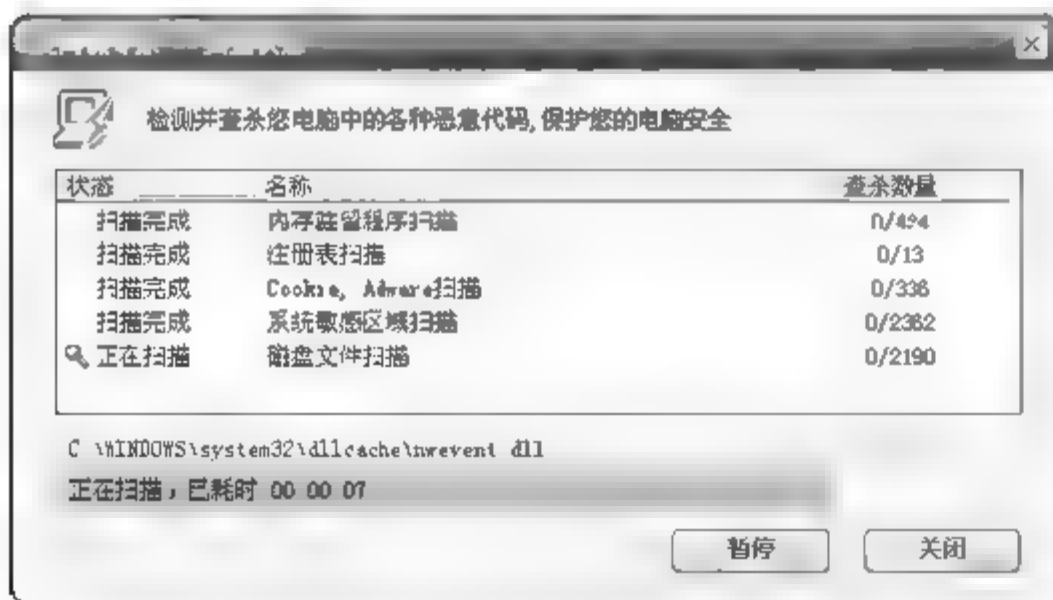 检测并查杀您电脑中的各种恶意代码,保护您的电脑安全
状态 名称 查杀数量
扫描完成 内存驻留程序扫描 0/494
扫描完成 注册表扫描 0/13
扫描完成 Cookie, Adware扫描 0/336
扫描完成 系统敏感区域扫描 0/2362
正在扫描 磁盘文件扫描 0/2190
C \WINDOWS\system32\dllcache\nwevent dll
正在扫描，已耗时 00 00 07
暂停 关闭